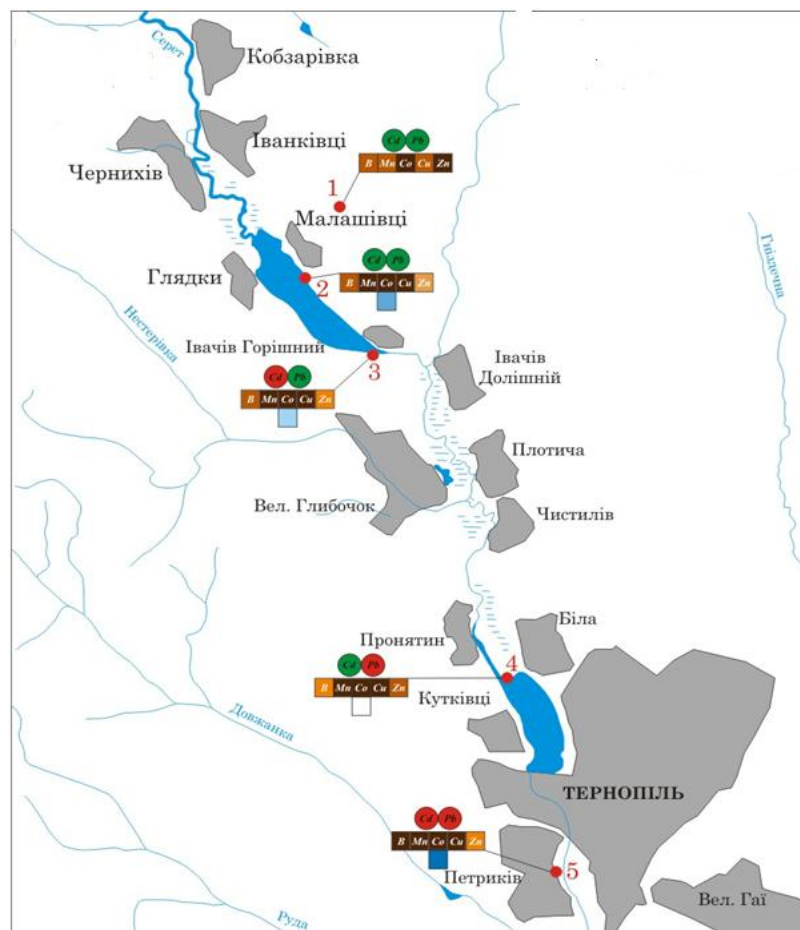 Серет
Кобзарівка
Іванківці
Чернихів
Cd Pb
B Mn Co Cu Zn
1
Малашівці
Глядки
Cd Pb
B Mn Co Cu Zn
2
Гніздечна
Нестерівка
Івачів Горішний
3
Івачів
Долішній
Cd Pb
B Mn Co Cu Zn
Плотича
Вел. Глибочок
Чистилів
Пронятин
Біла
Cd Pb
B Mn Co Cu Zn
4
Кутківці
Довжанка
ТЕРНОПІЛЬ
Cd Pb
B Mn Co Cu Zn
Петриків
5
Вел. Гаї
Руда